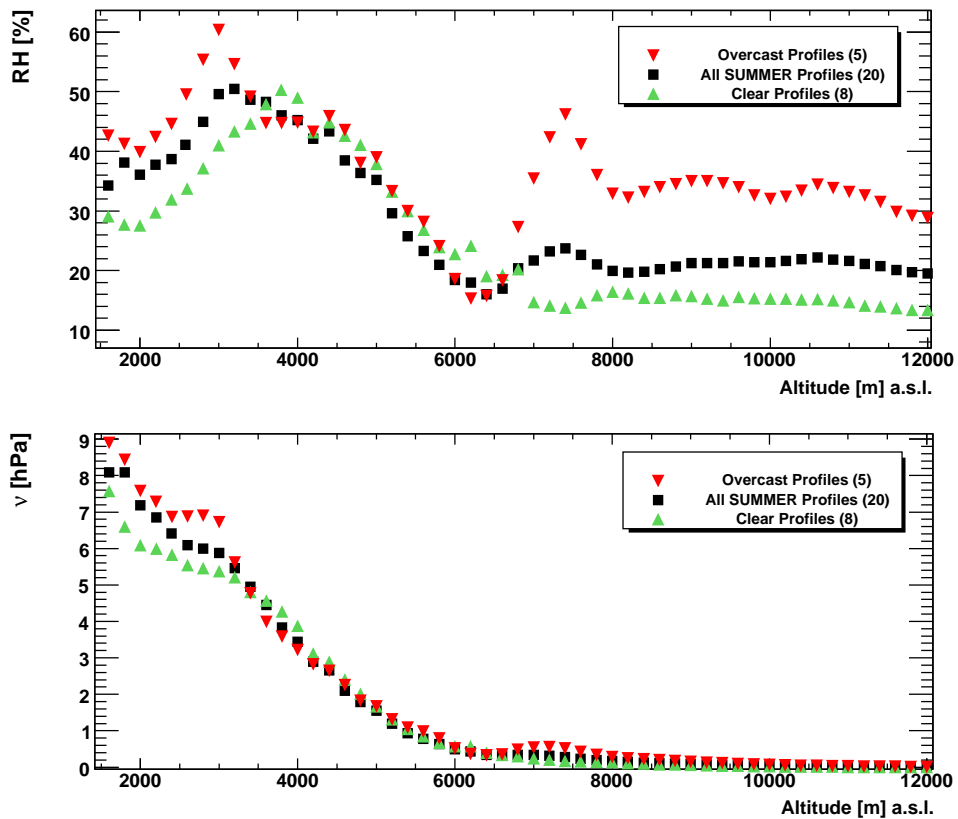 RH [%]
60
50
40
30
20
10
Overcast Profiles (5)
All SUMMER Profiles (20)
Clear Profiles (8)
2000 4000 6000 8000 10000 12000
Altitude [m] a.s.l.
ν [hPa]
9
8
7
6
5
4
3
2
1
0
Overcast Profiles (5)
All SUMMER Profiles (20)
Clear Profiles (8)
2000 4000 6000 8000 10000 12000
Altitude [m] a.s.l.